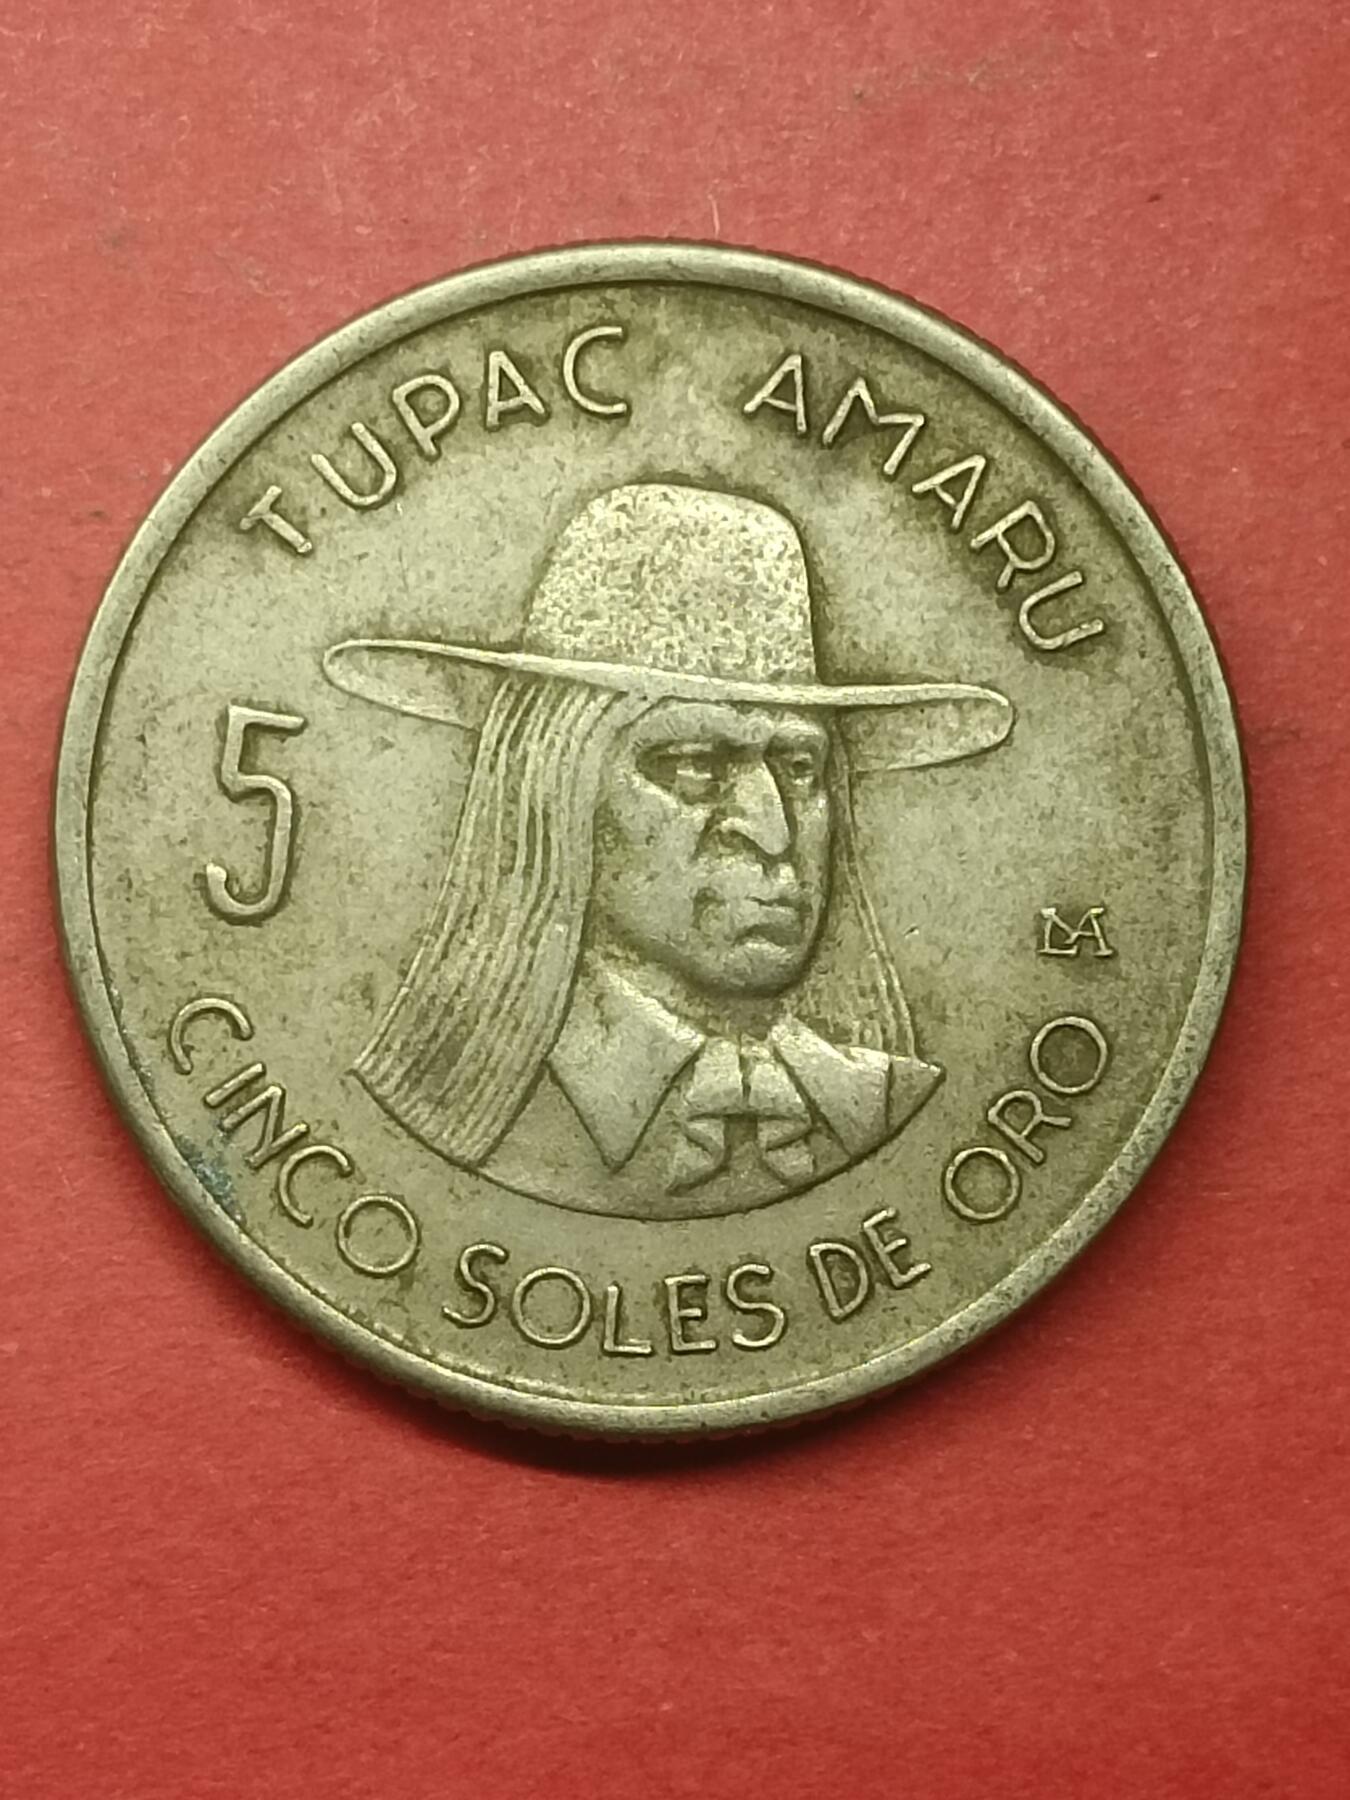 TUPAC AMARU
5
LM
CINCO SOLES DE ORO